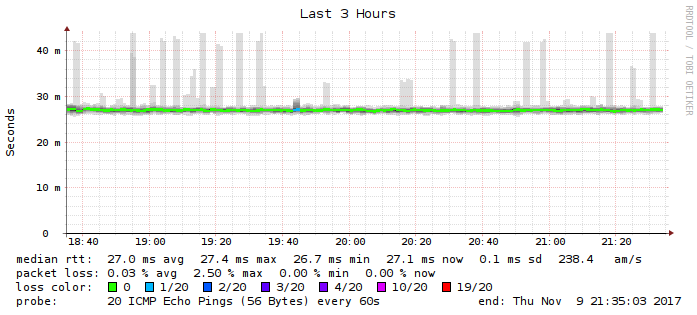 Last 3 Hours
RRDTOOL / TOBI OETIKER
Seconds
40 m
30 m
20 m
10 m
0
18:40 19:00 19:20 19:40 20:00 20:20 20:40 21:00 21:20
median rtt: 27.0 ms avg 27.4 ms max 26.7 ms min 27.1 ms now 0.1 ms sd 238.4 am/s
packet loss: 0.03 % avg 2.50 % max 0.00 % min 0.00 % now
loss color: 0 1/20 2/20 3/20 4/20 10/20 19/20
probe: 20 ICMP Echo Pings (56 Bytes) every 60s end: Thu Nov 9 21:35:03 2017